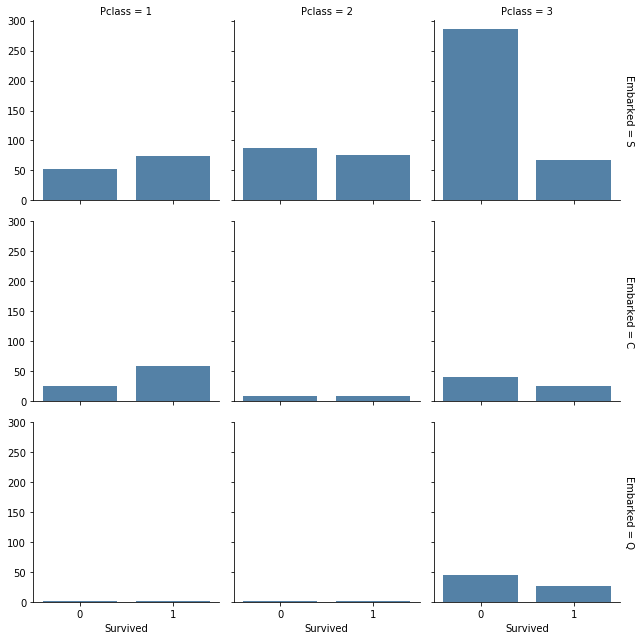 Pclass = 1
Pclass = 2
Pclass = 3
300
250
200
150
100
50
0
Embarked = S
300
250
200
150
100
50
0
Embarked = C
300
250
200
150
100
50
0
Embarked = Q
0 1
0 1
0 1
Survived
Survived
Survived